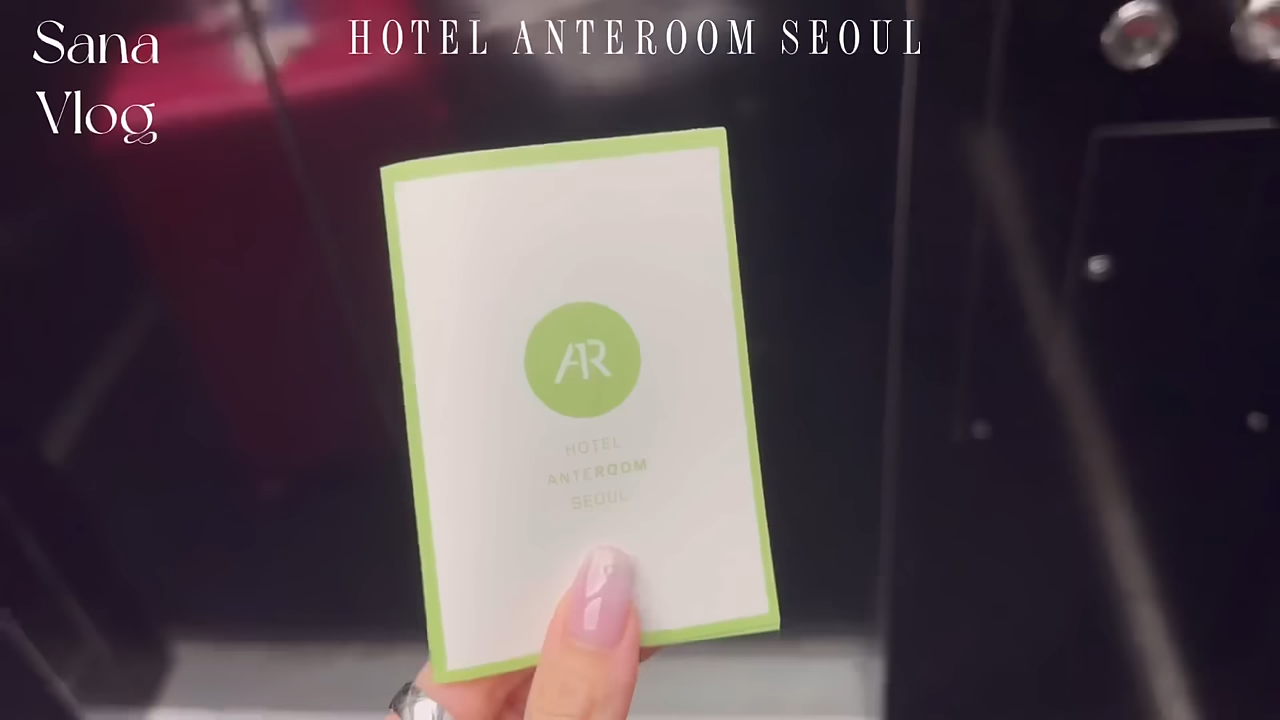 Sana
Vlog
HOTEL ANTEROOM SEOUL
AR
HOTEL
ANTEROOM
SEOUL